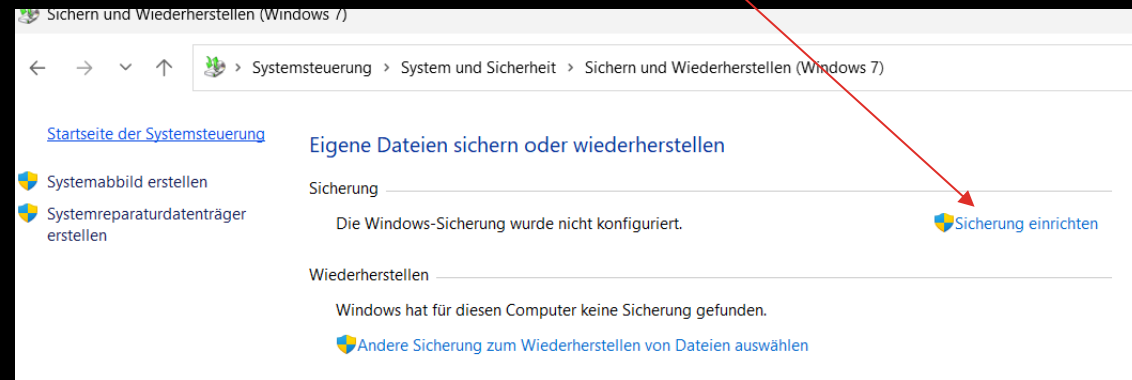 Sichern und Wiederherstellen (Windows 7)
Systemsteuerung > System und Sicherheit > Sichern und Wiederherstellen (Windows 7)
Startseite der Systemsteuerung
Systemabbild erstellen
Systemreparaturdatenträger
erstellen
Eigene Dateien sichern oder wiederherstellen
Sicherung
Die Windows-Sicherung wurde nicht konfiguriert.
Sicherung einrichten
Wiederherstellen
Windows hat für diesen Computer keine Sicherung gefunden.
Andere Sicherung zum Wiederherstellen von Dateien auswählen